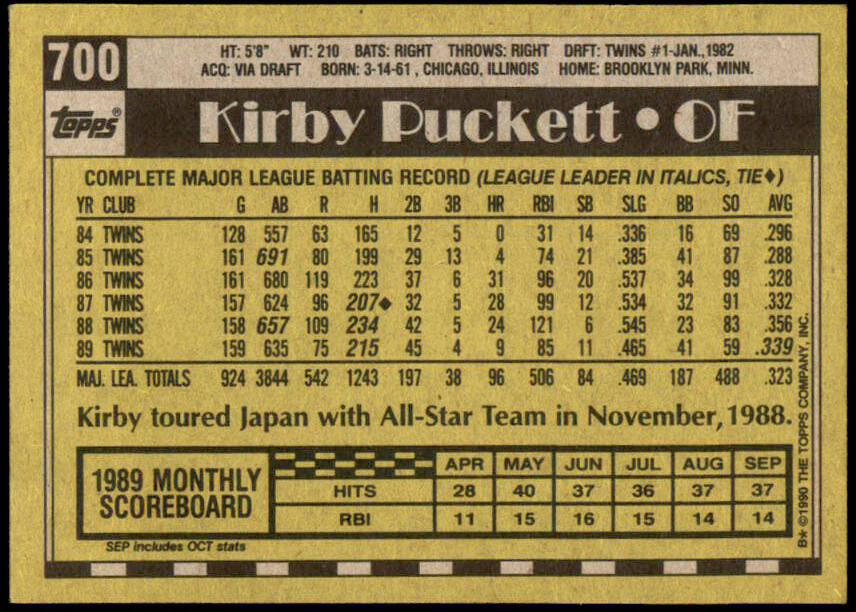 700
HT: 5'8" WT: 210 BATS: RIGHT THROWS: RIGHT DRFT: TWINS #1-JAN., 1982
ACQ: VIA DRAFT BORN: 3-14-61 , CHICAGO, ILLINOIS HOME: BROOKLYN PARK, MINN.
topps®
Kirby Puckett • OF
COMPLETE MAJOR LEAGUE BATTING RECORD (LEAGUE LEADER IN ITALICS, TIE♦)
YR CLUB G AB R H 2B 3B HR RBI SB SLG BB SO AVG
84 TWINS 128 557 63 165 12 5 0 31 14 .336 16 69 .296
85 TWINS 161 691 80 199 29 13 4 74 21 .385 41 87 .288
86 TWINS 161 680 119 223 37 6 31 96 20 .537 34 99 .328
87 TWINS 157 624 96 207♦ 32 5 28 99 12 .534 32 91 .332
88 TWINS 158 657 109 234 42 5 24 121 6 .545 23 83 .356
89 TWINS 159 635 75 215 45 4 9 85 11 .465 41 59 .339
MAJ. LEA. TOTALS 924 3844 542 1243 197 38 96 506 84 .469 187 488 .323
Kirby toured Japan with All-Star Team in November, 1988.
1989 MONTHLY
SCOREBOARD
APR MAY JUN JUL AUG SEP
HITS 28 40 37 36 37 37
RBI 11 15 16 15 14 14
SEP includes OCT stats
B* ©1990 THE TOPPS COMPANY, INC.